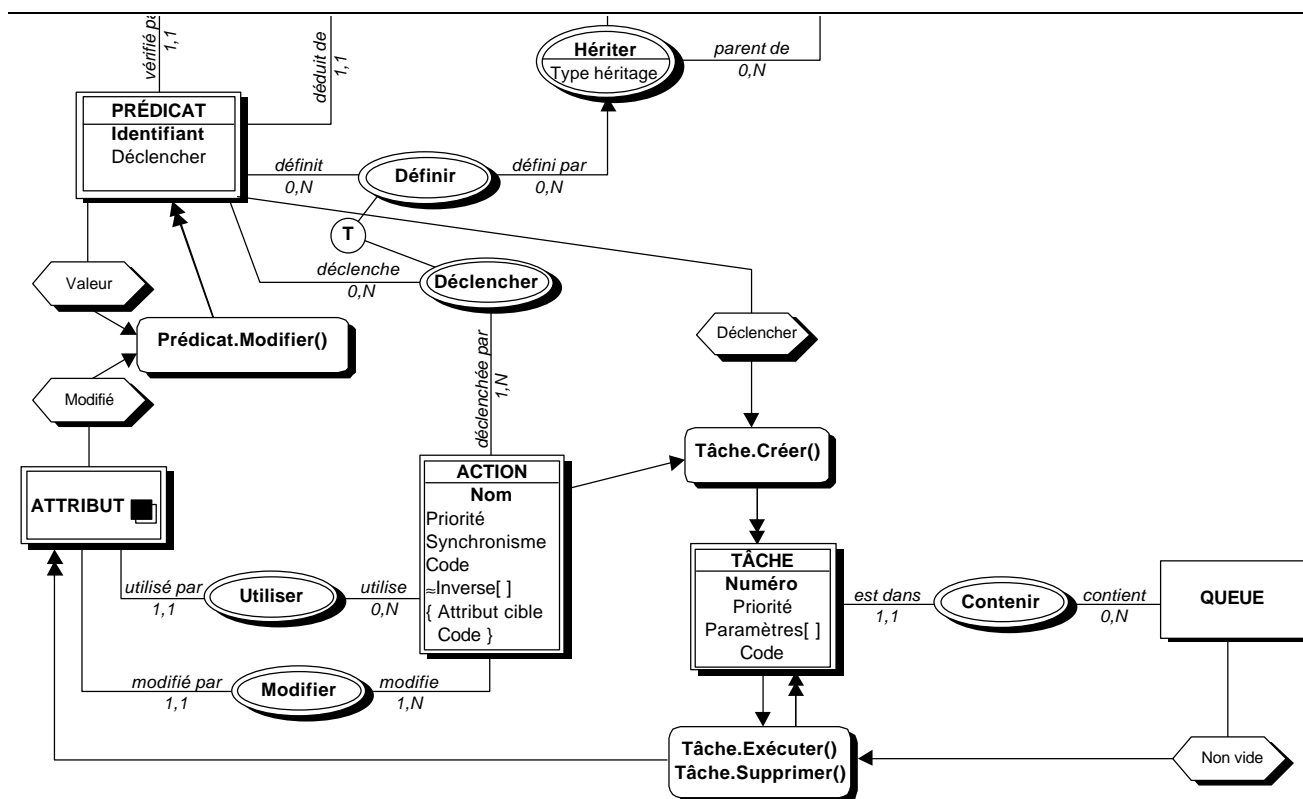 vérifié pa
1,1
déduit de
1,1
Hériter
Type héritage
parent de
0,N
PRÉDICAT
Identifiant
Déclencher
définit
0,N
Définir
défini par
0,N
T
déclenche
0,N
Déclencher
Valeur
Prédicat.Modifier()
Déclencher
déclenchée par
1,N
Modifié
Tâche.Créer()
ATTRIBUT
ACTION
Nom
Priorité
Synchronisme
Code
≈Inverse[ ]
{ Attribut cible
Code }
utilisé par
1,1
Utiliser
utilise
0,N
TÂCHE
Numéro
Priorité
Paramètres[ ]
Code
est dans
1,1
Contenir
contient
0,N
QUEUE
modifié par
1,1
Modifier
modifie
1,N
Tâche.Exécuter()
Tâche.Supprimer()
Non vide